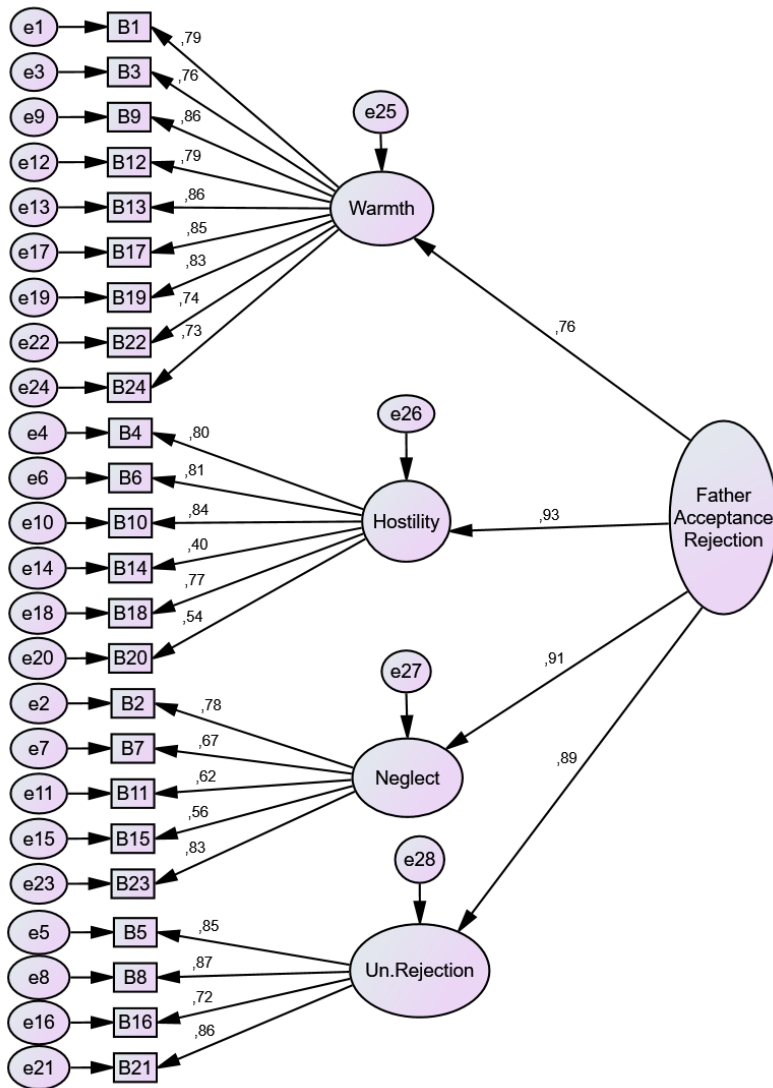 e1 B1 ,79
e3 B3 ,76
e9 B9 ,86 e25
e12 B12 ,79
e13 B13 ,86 Warmth
e17 B17 ,85
e19 B19 ,83
e22 B22 ,74
e24 B24 ,73 ,76
e4 B4 ,80 e26
e6 B6 ,81
e10 B10 ,84 Hostility ,93
e14 B14 ,40
e18 B18 ,77
e20 B20 ,54
Father
Acceptance
Rejection
e2 B2 ,78 e27 ,91
e7 B7 ,67
e11 B11 ,62 Neglect ,89
e15 B15 ,56
e23 B23 ,83 e28
e5 B5 ,85
e8 B8 ,87 Un.Rejection
e16 B16 ,72
e21 B21 ,86